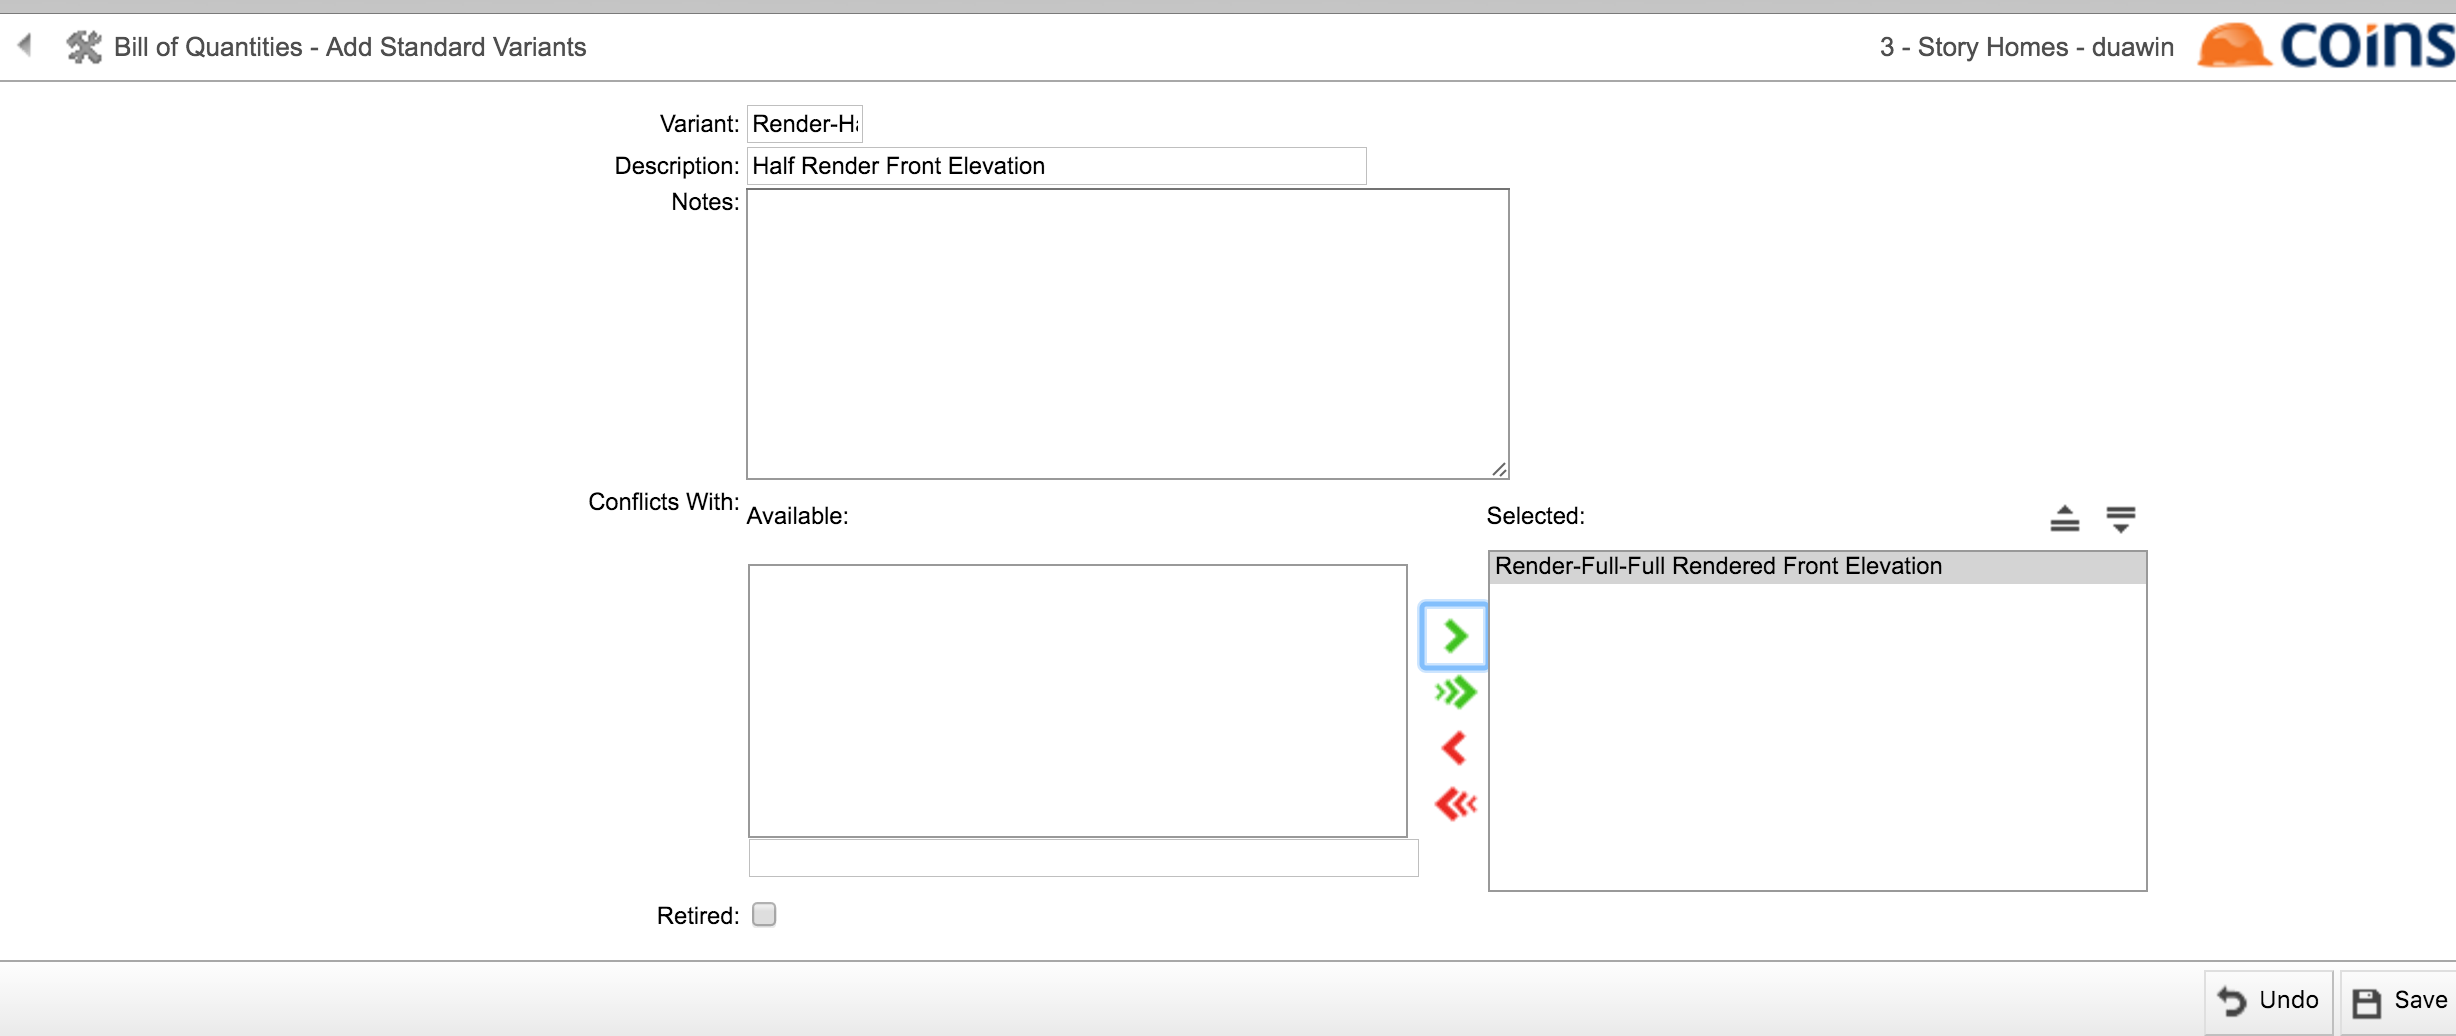 Bill of Quantities - Add Standard Variants
3 - Story Homes - duawin
coins
Variant: Render-Ha
Description: Half Render Front Elevation
Notes:
Conflicts With:
Available:
Selected:
Render-Full-Full Rendered Front Elevation
Retired:
Undo
Save